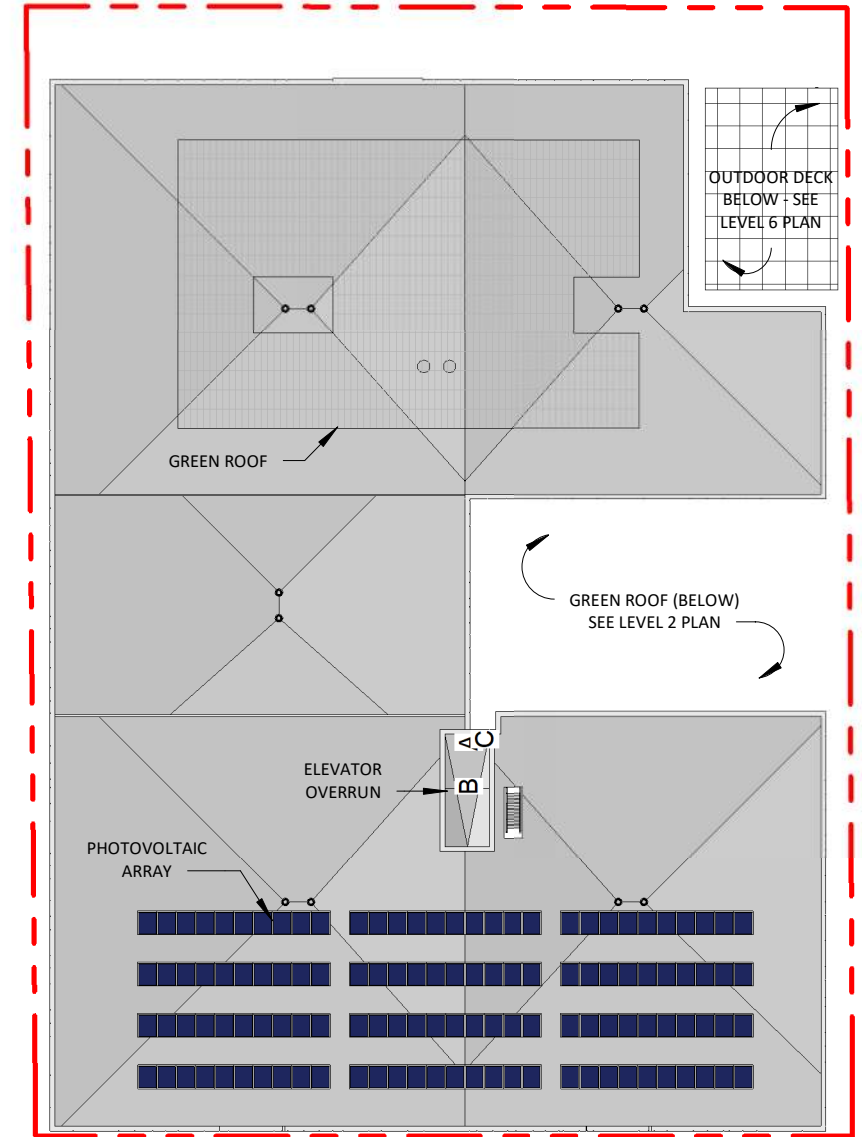 OUTDOOR DECK
BELOW - SEE
LEVEL 6 PLAN
GREEN ROOF
GREEN ROOF (BELOW)
SEE LEVEL 2 PLAN
A
C
B
ELEVATOR
OVERRUN
PHOTOVOLTAIC
ARRAY